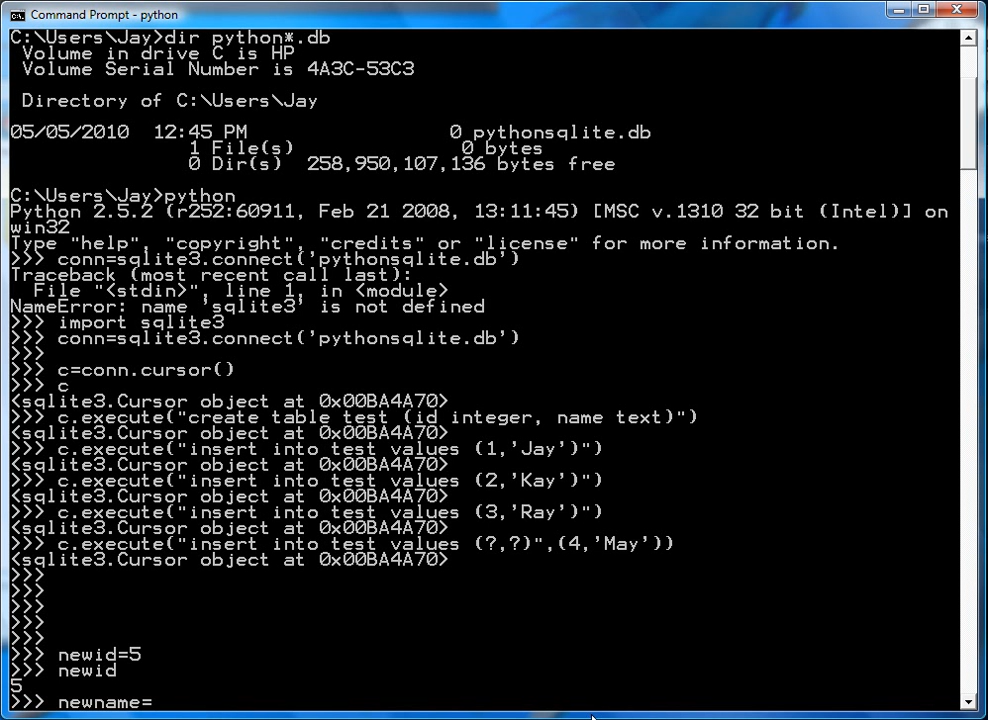 Command Prompt - python
C:\Users\Jay>dir python*.db
Volume in drive C is HP
Volume Serial Number is 4A3C-53C3
Directory of C:\Users\Jay
05/05/2010 12:45 PM 0 pythonsqlite.db
1 File(s) 0 bytes
0 Dir(s) 258,950,107,136 bytes free
C:\Users\Jay>python
Python 2.5.2 (r252:60911, Feb 21 2008, 13:11:45) [MSC v.1310 32 bit (Intel)] on
win32
Type "help", "copyright", "credits" or "license" for more information.
>>> conn=sqlite3.connect('pythonsqlite.db')
Traceback (most recent call last):
File "<stdin>", line 1, in <module>
NameError: name 'sqlite3' is not defined
>>> import sqlite3
>>> conn=sqlite3.connect('pythonsqlite.db')
>>>
>>> c=conn.cursor()
>>> c
<sqlite3.Cursor object at 0x00BA4A70>
>>> c.execute("create table test (id integer, name text)")
<sqlite3.Cursor object at 0x00BA4A70>
>>> c.execute("insert into test values (1,'Jay')")
<sqlite3.Cursor object at 0x00BA4A70>
>>> c.execute("insert into test values (2,'Kay')")
<sqlite3.Cursor object at 0x00BA4A70>
>>> c.execute("insert into test values (3,'Ray')")
<sqlite3.Cursor object at 0x00BA4A70>
>>> c.execute("insert into test values (?,?)",(4,'May'))
<sqlite3.Cursor object at 0x00BA4A70>
>>>
>>>
>>>
>>>
>>>
>>> newid=5
>>> newid
5
>>> newname=